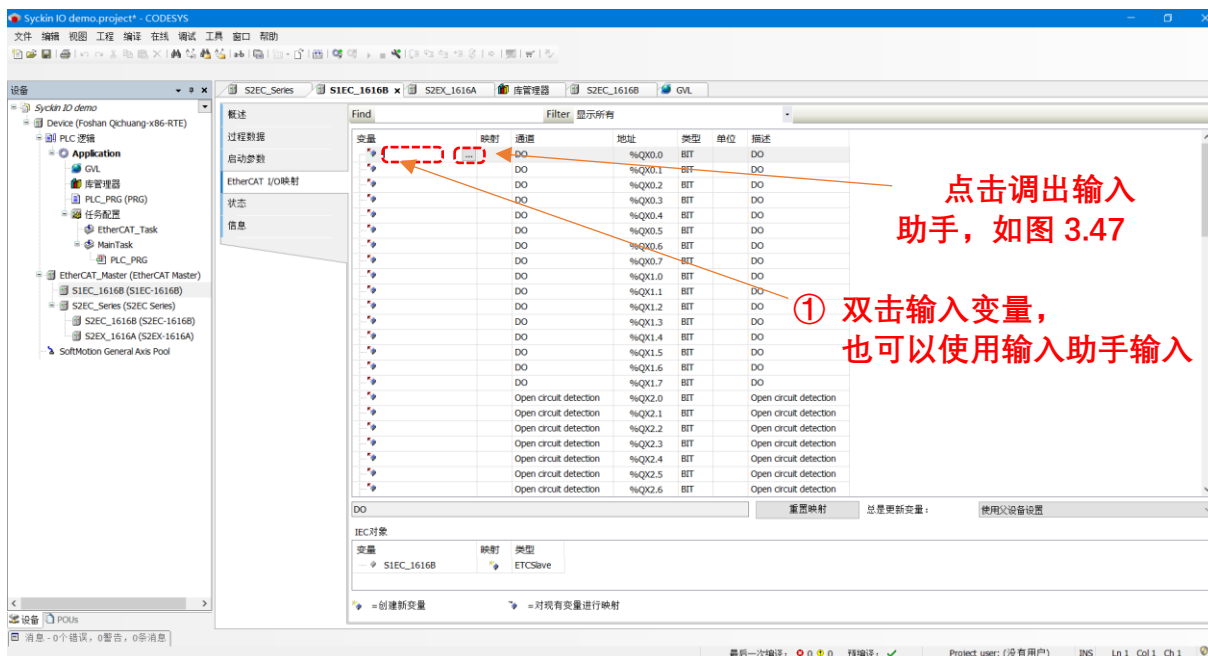 Syckin IO demo.project* - CODESYS
文件 编辑 视图 工程 编译 在线 调试 工具 窗口 帮助
设备
S2EC_Series
S1EC_1616B
S2EX_1616A
库管理器
S2EC_1616B
GVL
Syckin IO demo
Device (Foshan Qichuang-x86-RTE)
PLC 逻辑
Application
GVL
库管理器
PLC_PRG (PRG)
任务配置
EtherCAT_Task
MainTask
PLC_PRG
EtherCAT_Master (EtherCAT Master)
S1EC_1616B (S1EC-1616B)
S2EC_Series (S2EC Series)
S2EC_1616B (S2EC-1616B)
S2EX_1616A (S2EX-1616A)
SoftMotion General Axis Pool
概述
过程数据
启动参数
EtherCAT I/O映射
状态
信息
Find Filter 显示所有
变量 映射 通道 地址 类型 单位 描述
... DO %QX0.0 BIT DO
DO %QX0.1 BIT DO
DO %QX0.2 BIT DO
DO %QX0.3 BIT DO
DO %QX0.4 BIT DO
DO %QX0.5 BIT DO
DO %QX0.6 BIT DO
DO %QX0.7 BIT DO
DO %QX1.0 BIT DO
DO %QX1.1 BIT DO
DO %QX1.2 BIT DO
DO %QX1.3 BIT DO
DO %QX1.4 BIT DO
DO %QX1.5 BIT DO
DO %QX1.6 BIT DO
DO %QX1.7 BIT DO
Open circuit detection %QX2.0 BIT Open circuit detection
Open circuit detection %QX2.1 BIT Open circuit detection
Open circuit detection %QX2.2 BIT Open circuit detection
Open circuit detection %QX2.3 BIT Open circuit detection
Open circuit detection %QX2.4 BIT Open circuit detection
Open circuit detection %QX2.5 BIT Open circuit detection
Open circuit detection %QX2.6 BIT Open circuit detection
点击调出输入
助手，如图 3.47
① 双击输入变量，
也可以使用输入助手输入
DO 重置映射 总是更新变量： 使用父设备设置
IEC对象
变量 映射 类型
S1EC_1616B ETCSlave
=创建新变量 =对现有变量进行映射
设备 POUs
消息 - 0个错误，0警告，0条消息
最后一次编译： 0 0 预编译： Project user: (没有用户) INS Ln 1 Col 1 Ch 1